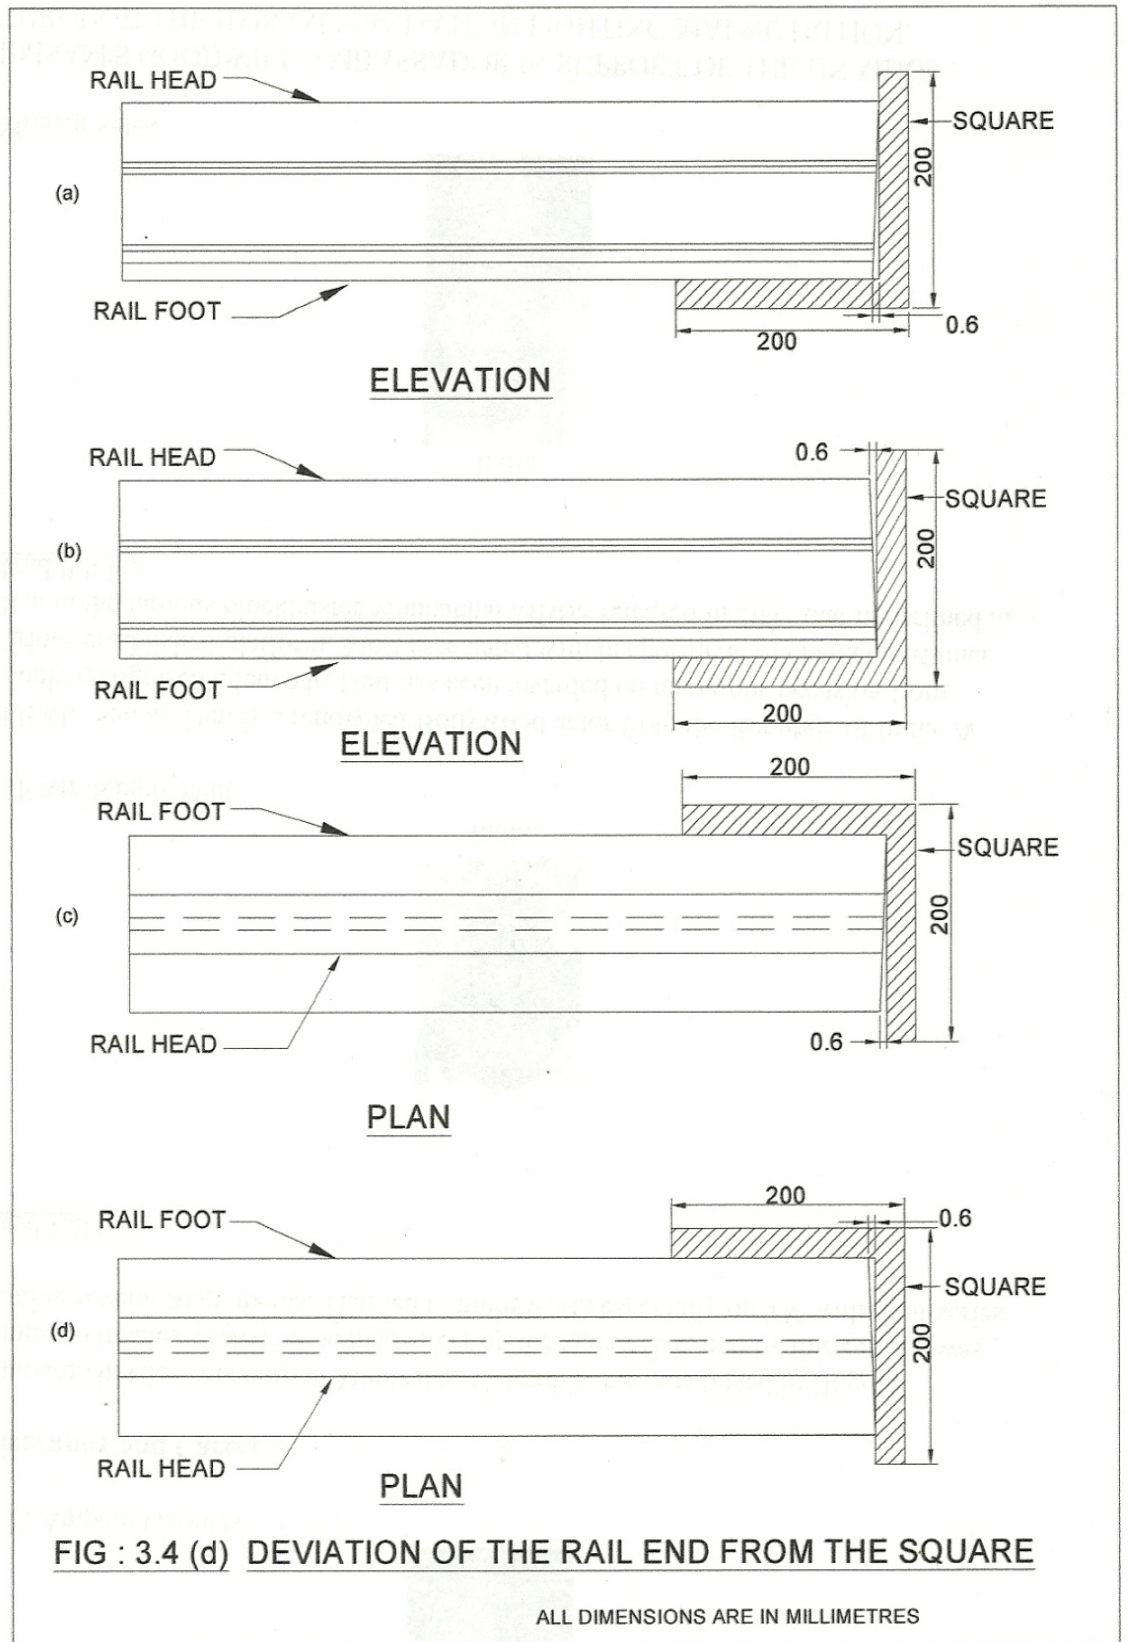 RAIL HEAD
SQUARE
200
(a)
RAIL FOOT
0.6
200
ELEVATION
RAIL HEAD
0.6
SQUARE
(b)
200
RAIL FOOT
200
ELEVATION
200
RAIL FOOT
SQUARE
(c)
200
RAIL HEAD
0.6
PLAN
200
RAIL FOOT
0.6
SQUARE
(d)
200
RAIL HEAD
PLAN
FIG : 3.4 (d) DEVIATION OF THE RAIL END FROM THE SQUARE
ALL DIMENSIONS ARE IN MILLIMETRES